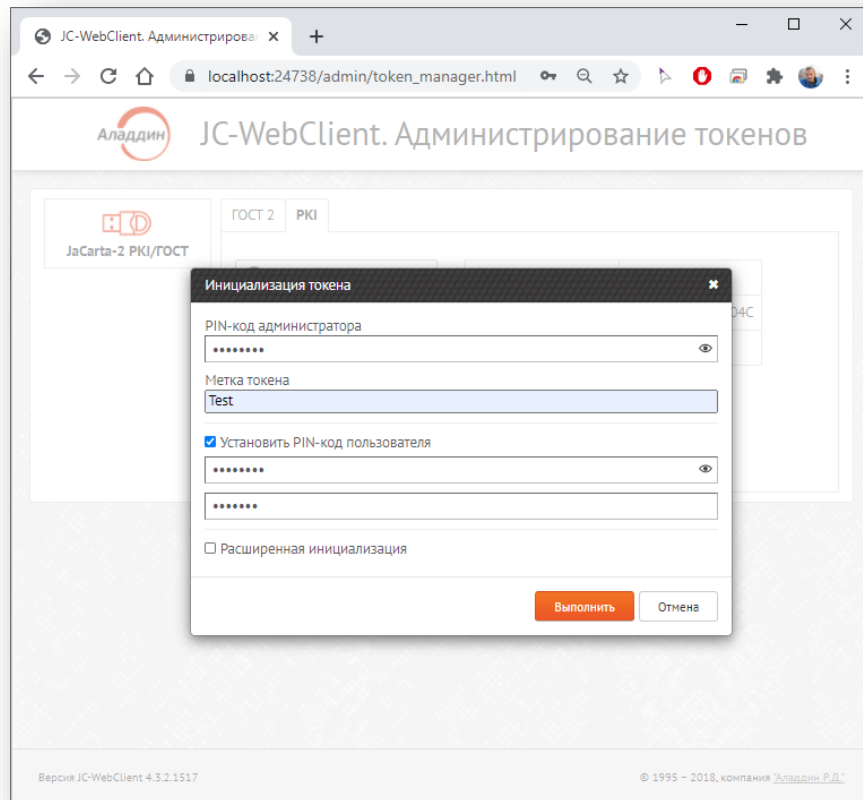 JC-WebClient. Администрирова
localhost:24738/admin/token_manager.html
Аладдин
JC-WebClient. Администрирование токенов
JaCarta-2 PKI/ГОСТ
ГОСТ 2 PKI
04C
Инициализация токена
PIN-код администратора
••••••••
Метка токена
Test
Установить PIN-код пользователя
••••••••
•••••••
Расширенная инициализация
Выполнить Отмена
Версия JC-WebClient 4.3.2.1517 © 1995 – 2018, компания "Аладдин Р.Д."